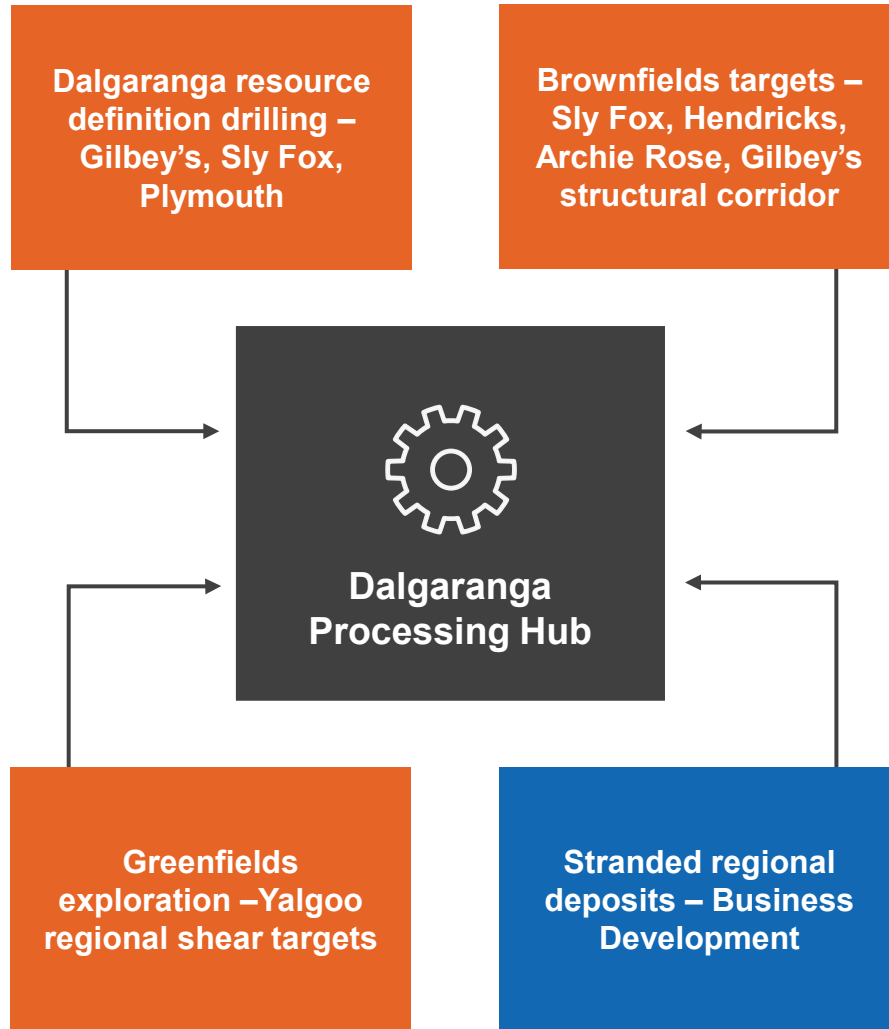 Dalgaranga resource
definition drilling –
Gilbey's, Sly Fox,
Plymouth
Brownfields targets –
Sly Fox, Hendricks,
Archie Rose, Gilbey's
structural corridor
Dalgaranga
Processing Hub
Greenfields
exploration –Yalgoo
regional shear targets
Stranded regional
deposits – Business
Development